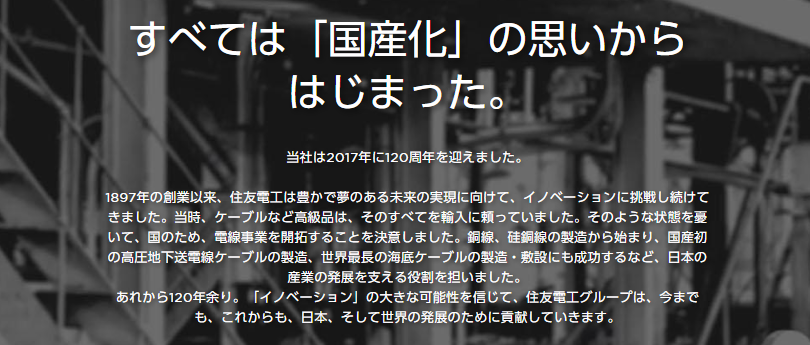 すべては「国産化」の思いから
はじまった。
当社は2017年に120周年を迎えました。
1897年の創業以来、住友電工は豊かで夢のある未来の実現に向けて、イノベーションに挑戦し続けて
きました。当時、ケーブルなど高級品は、そのすべてを輸入に頼っていました。そのような状態を憂
いて、国のため、電線事業を開拓することを決意しました。銅線、硅銅線の製造から始まり、国産初
の高圧地下送電線ケーブルの製造、世界最長の海底ケーブルの製造・敷設にも成功するなど、日本の
産業の発展を支える役割を担いました。
あれから120年余り。「イノベーション」の大きな可能性を信じて、住友電工グループは、今まで
も、これからも、日本、そして世界の発展のために貢献していきます。